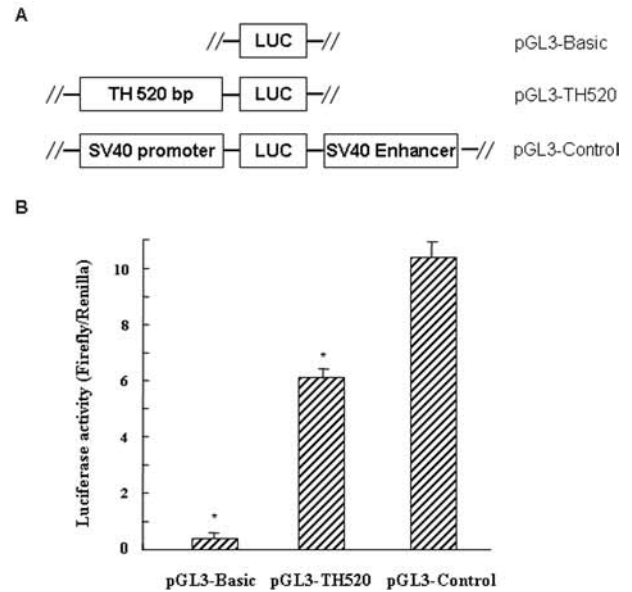 A
// LUC // pGL3-Basic
// TH 520 bp LUC // pGL3-TH520
// SV40 promoter LUC SV40 Enhancer // pGL3-Control
B
Luciferase activity (Firefly/Renilla)
10
8
6
4
2
0
*
*
pGL3-Basic pGL3-TH520 pGL3-Control